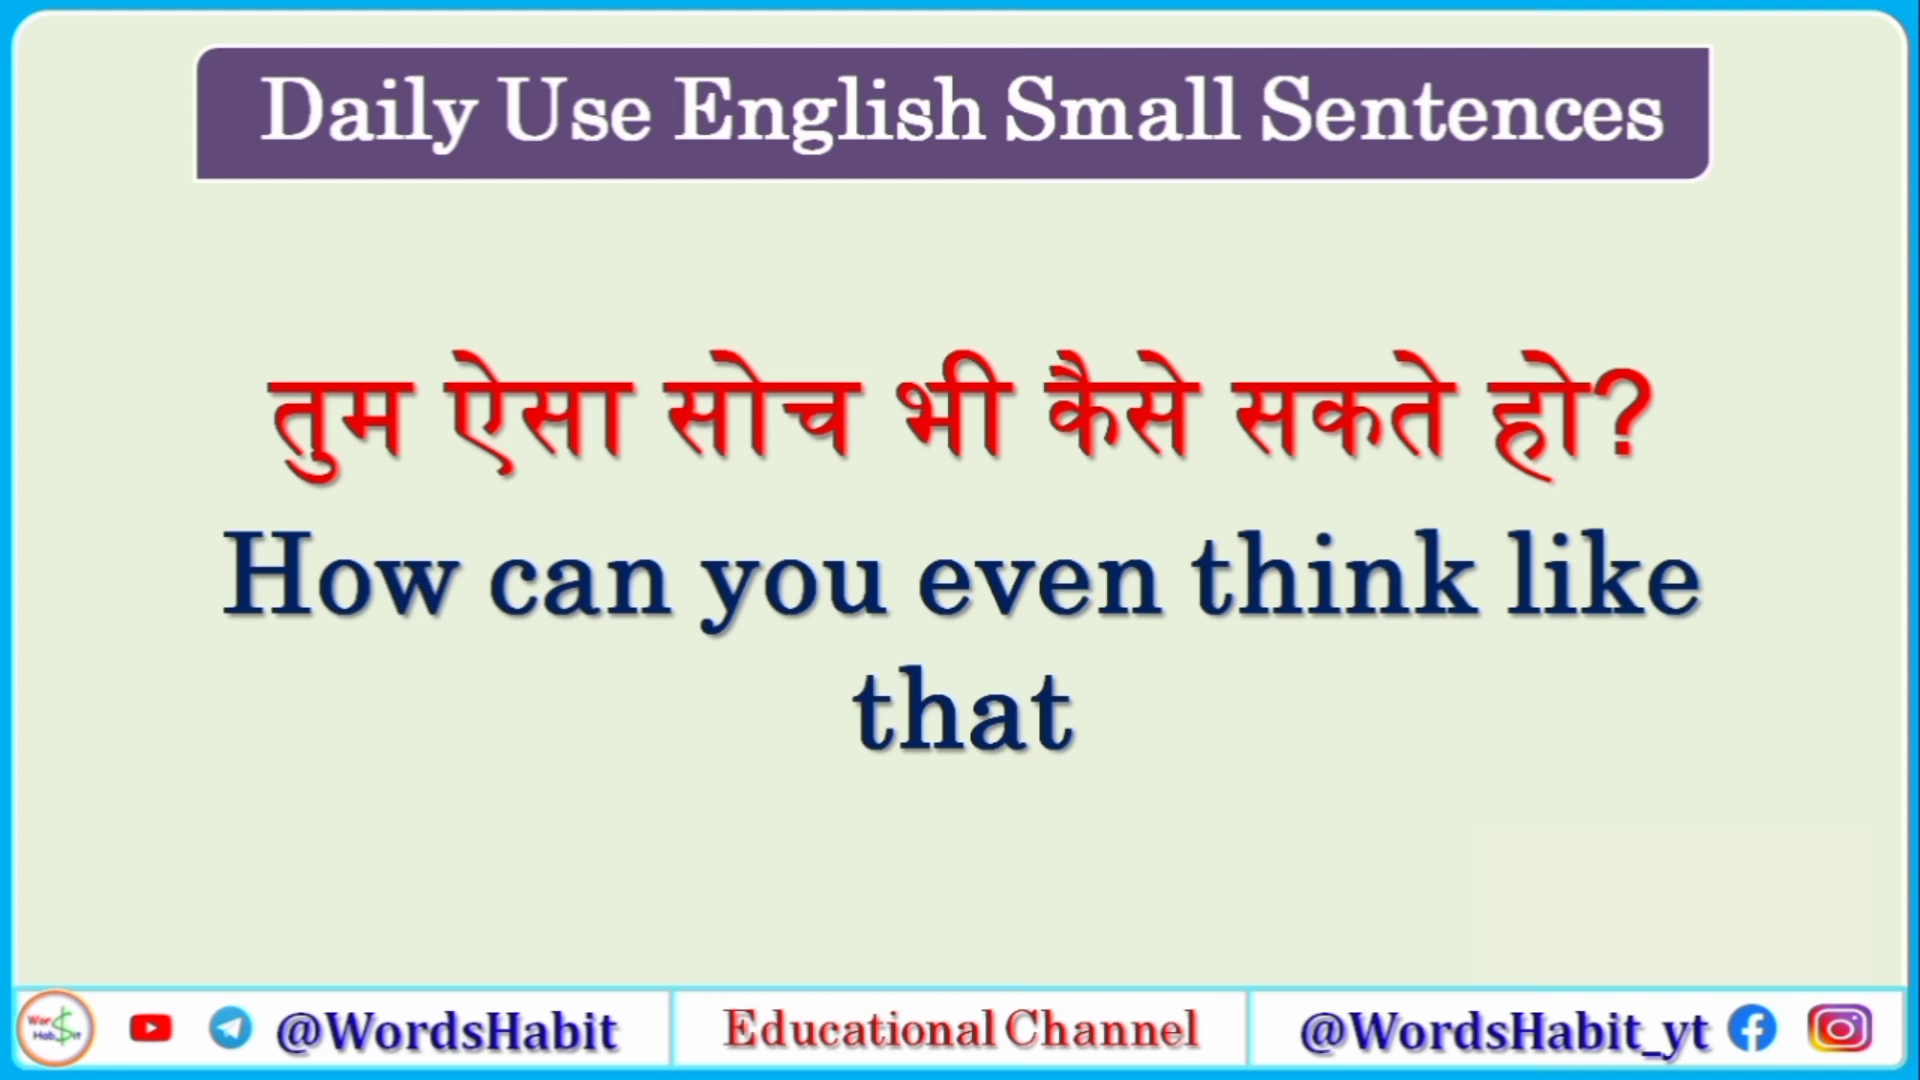 Daily Use English Small Sentences
तुम ऐसा सोच भी कैसे सकते हो?
How can you even think like
that
@WordsHabit
Educational Channel
@WordsHabit_yt